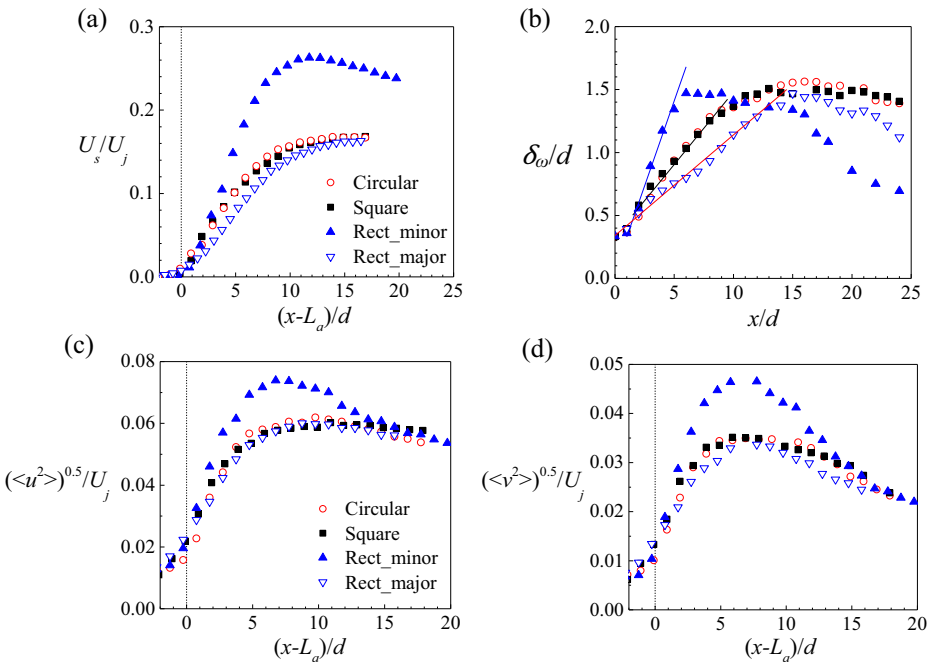 (a)
0.3
0.2
0.1
0.0
U_s/U_j
0 5 10 15 20 25
(x-L_a)/d
Circular
Square
Rect_minor
Rect_major
(b)
2.0
1.5
1.0
0.5
0.0
δ_ω/d
0 5 10 15 20 25
x/d
(c)
0.08
0.06
0.04
0.02
0.00
(<u²>)^0.5/U_j
0 5 10 15 20
(x-L_a)/d
Circular
Square
Rect_minor
Rect_major
(d)
0.05
0.04
0.03
0.02
0.01
0.00
(<v²>)^0.5/U_j
0 5 10 15 20
(x-L_a)/d